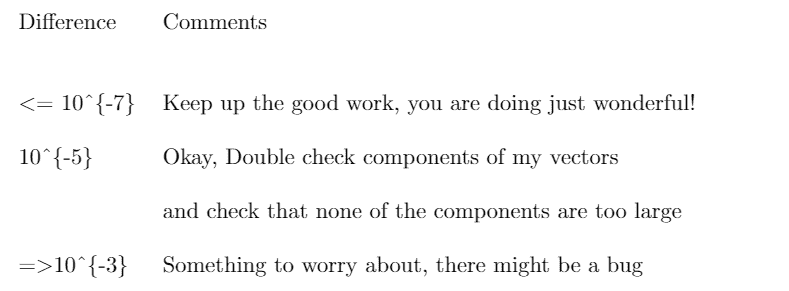 Difference Comments
<= 10^{-7} Keep up the good work, you are doing just wonderful!
10^{-5} Okay, Double check components of my vectors
and check that none of the components are too large
=>10^{-3} Something to worry about, there might be a bug